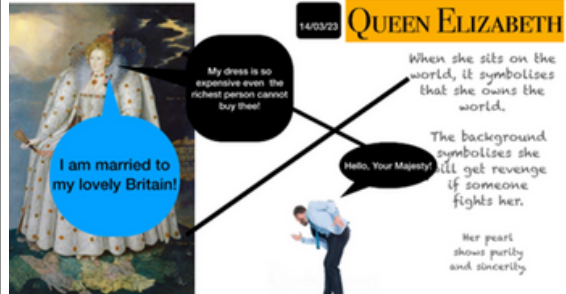 14/03/23
QUEEN ELIZABETH
My dress is so
expensive even the
richest person cannot
buy thee!
I am married to
my lovely Britain!
Hello, Your Majesty!
When she sits on the
world, it symbolises
that she owns the
world.
The background
symbolises she
will get revenge
if someone
fights her.
Her pearl
shows purity
and sincerity.